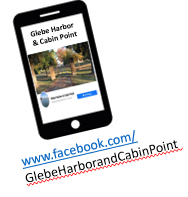 Glebe Harbor
& Cabin Point
www.facebook.com/
GlebeHarborandCabinPoint